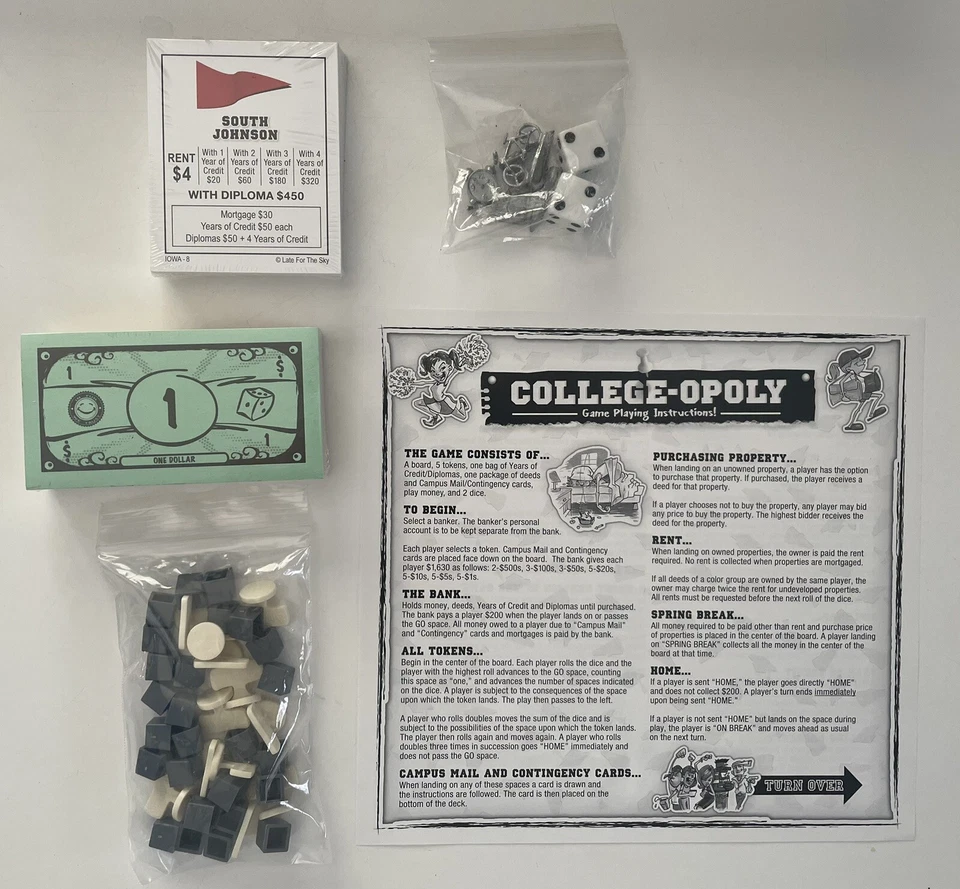 SOUTH
JOHNSON
RENT
$4
With 1
Year of
Credit
$20
With 2
Years of
Credit
$60
With 3
Years of
Credit
$180
With 4
Years of
Credit
$320
WITH DIPLOMA $450
Mortgage $30
Years of Credit $50 each
Diplomas $50 + 4 Years of Credit
IOWA - 8
© Late For The Sky
1
$
1
$
1
ONE DOLLAR
COLLEGE-OPOLY
Game Playing Instructions!
THE GAME CONSISTS OF...
A board, 5 tokens, one bag of Years of
Credit/Diplomas, one package of deeds
and Campus Mail/Contingency cards,
play money, and 2 dice.
TO BEGIN...
Select a banker. The banker's personal
account is to be kept separate from the bank.
Each player selects a token. Campus Mail and Contingency
cards are placed face down on the board. The bank gives each
player $1,630 as follows: 2-$500s, 3-$100s, 3-$50s, 5-$20s,
5-$10s, 5-$5s, 5-$1s.
THE BANK...
Holds money, deeds, Years of Credit and Diplomas until purchased.
The bank pays a player $200 when the player lands on or passes
the GO space. All money owed to a player due to "Campus Mail"
and "Contingency" cards and mortgages is paid by the bank.
ALL TOKENS...
Begin in the center of the board. Each player rolls the dice and the
player with the highest roll advances to the GO space, counting
this space as "one," and advances the number of spaces indicated
on the dice. A player is subject to the consequences of the space
upon which the token lands. The play then passes to the left.
A player who rolls doubles moves the sum of the dice and is
subject to the possibilities of the space upon which the token lands.
The player then rolls again and moves again. A player who rolls
doubles three times in succession goes "HOME" immediately and
does not pass the GO space.
CAMPUS MAIL AND CONTINGENCY CARDS...
When landing on any of these spaces a card is drawn and
the instructions are followed. The card is then placed on the
bottom of the deck.
PURCHASING PROPERTY...
When landing on an unowned property, a player has the option
to purchase that property. If purchased, the player receives a
deed for that property.
If a player chooses not to buy the property, any player may bid
any price to buy the property. The highest bidder receives the
deed for the property.
RENT...
When landing on owned properties, the owner is paid the rent
required. No rent is collected when properties are mortgaged.
If all deeds of a color group are owned by the same player, the
owner may charge twice the rent for undeveloped properties.
All rents must be requested before the next roll of the dice.
SPRING BREAK...
All money required to be paid other than rent and purchase price
of properties is placed in the center of the board. A player landing
on "SPRING BREAK" collects all the money in the center of the
board at that time.
HOME...
If a player is sent "HOME," the player goes directly "HOME"
and does not collect $200. A player's turn ends immediately
upon being sent "HOME."
If a player is not sent "HOME" but lands on the space during
play, the player is "ON BREAK" and moves ahead as usual
on the next turn.
TURN OVER